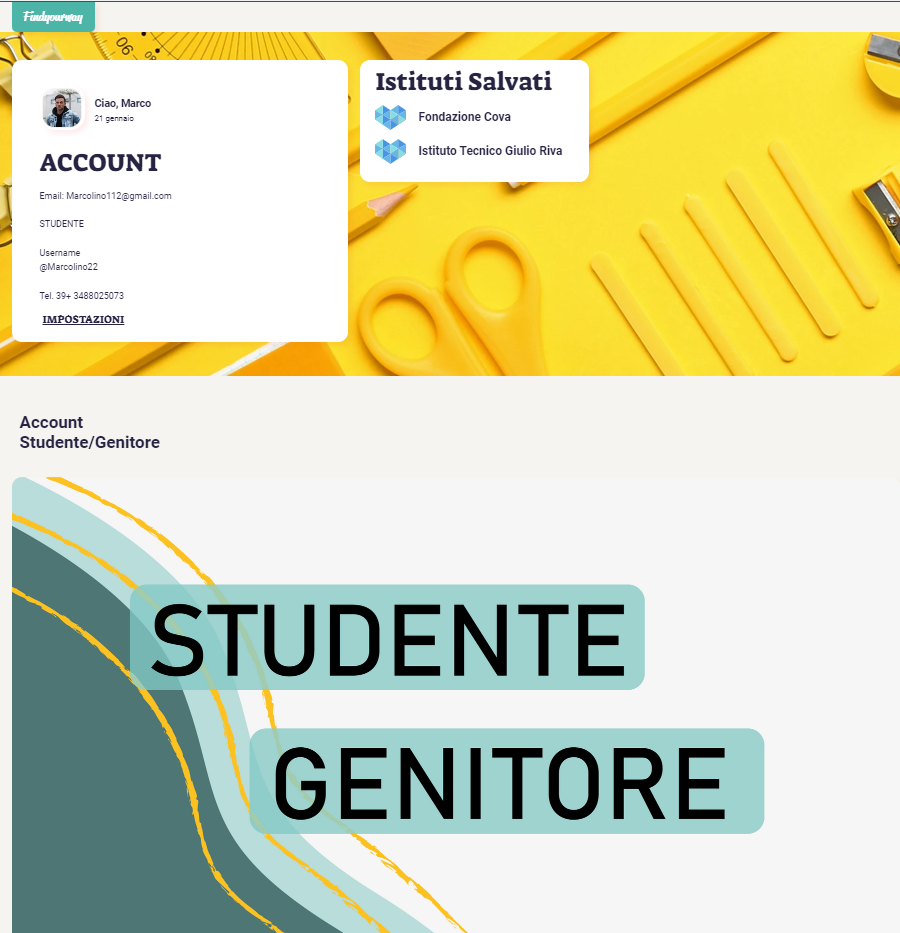 Findyourway
06
Ciao, Marco
21 gennaio
ACCOUNT
Email: Marcolino112@gmail.com
STUDENTE
Username
@Marcolino22
Tel. 39+ 3488025073
IMPOSTAZIONI
Istituti Salvati
Fondazione Cova
Istituto Tecnico Giulio Riva
Account
Studente/Genitore
STUDENTE
GENITORE